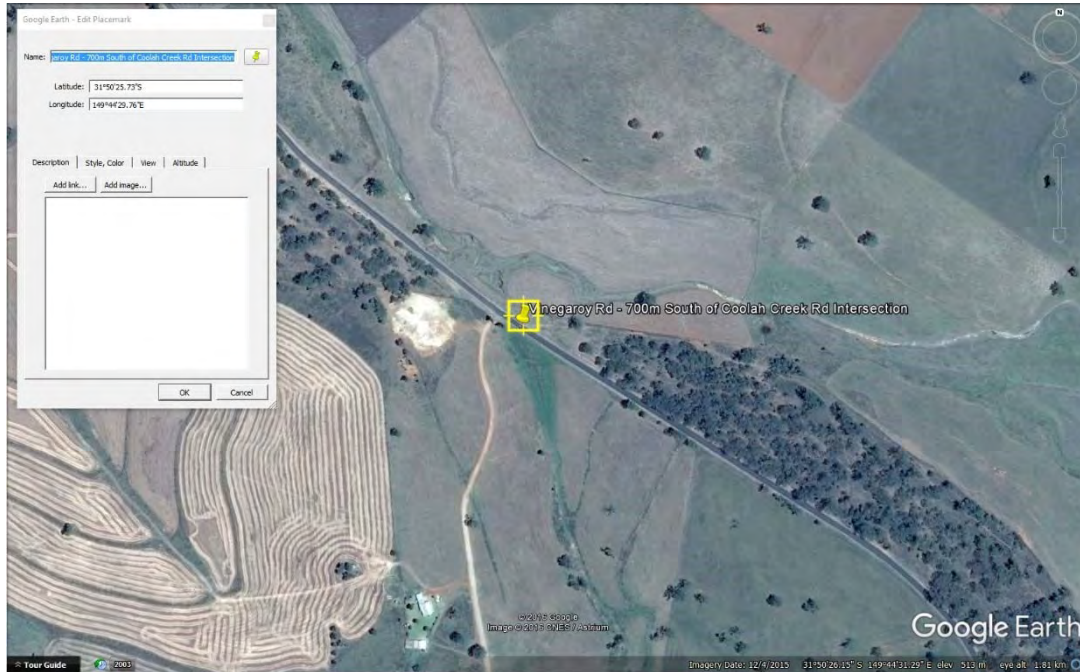 Google Earth - Edit Placemark
Name: garoy Rd - 700m South of Coolah Creek Rd Intersection
Latitude: 31°50'25.73"S
Longitude: 149°44'29.76"E
Description Style, Color View Altitude
Add link... Add image...
OK Cancel
N
Vinegaroy Rd - 700m South of Coolah Creek Rd Intersection
© 2016 Google
Image © 2016 CNES / Astrium
Google Earth
Tour Guide 2003 Imagery Date: 12/4/2015 31°50'26.15" S 149°44'31.29" E elev 513 m eye alt 1.81 km